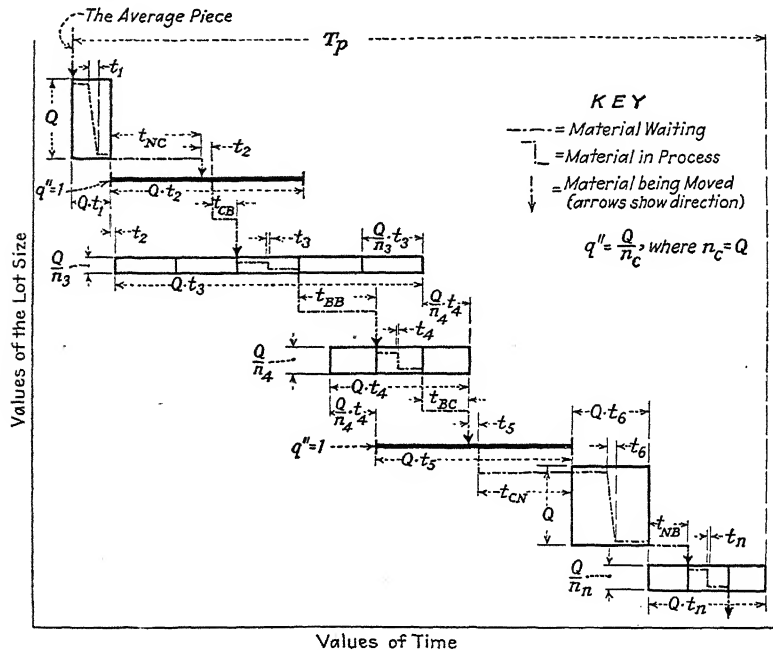 The Average Piece
T_p
t_1
Q
t_NC
t_2
q"=1
Q·t_1
Q·t_2
t_2
t_CB
t_3
Q/n_3 · t_3
Q/n_3
Q·t_3
t_BB
Q/n_4 · t_4
t_4
Q/n_4
Q·t_4
Q/n_4 · t_4
t_BC
t_5
Q·t_6
q"=1
Q·t_5
t_6
t_CN
Q
t_NB
t_n
Q/n_n
Q·t_n
KEY
= Material Waiting
= Material in Process
= Material being Moved
(arrows show direction)
q" = Q/n_c, where n_c = Q
Values of the Lot Size
Values of Time